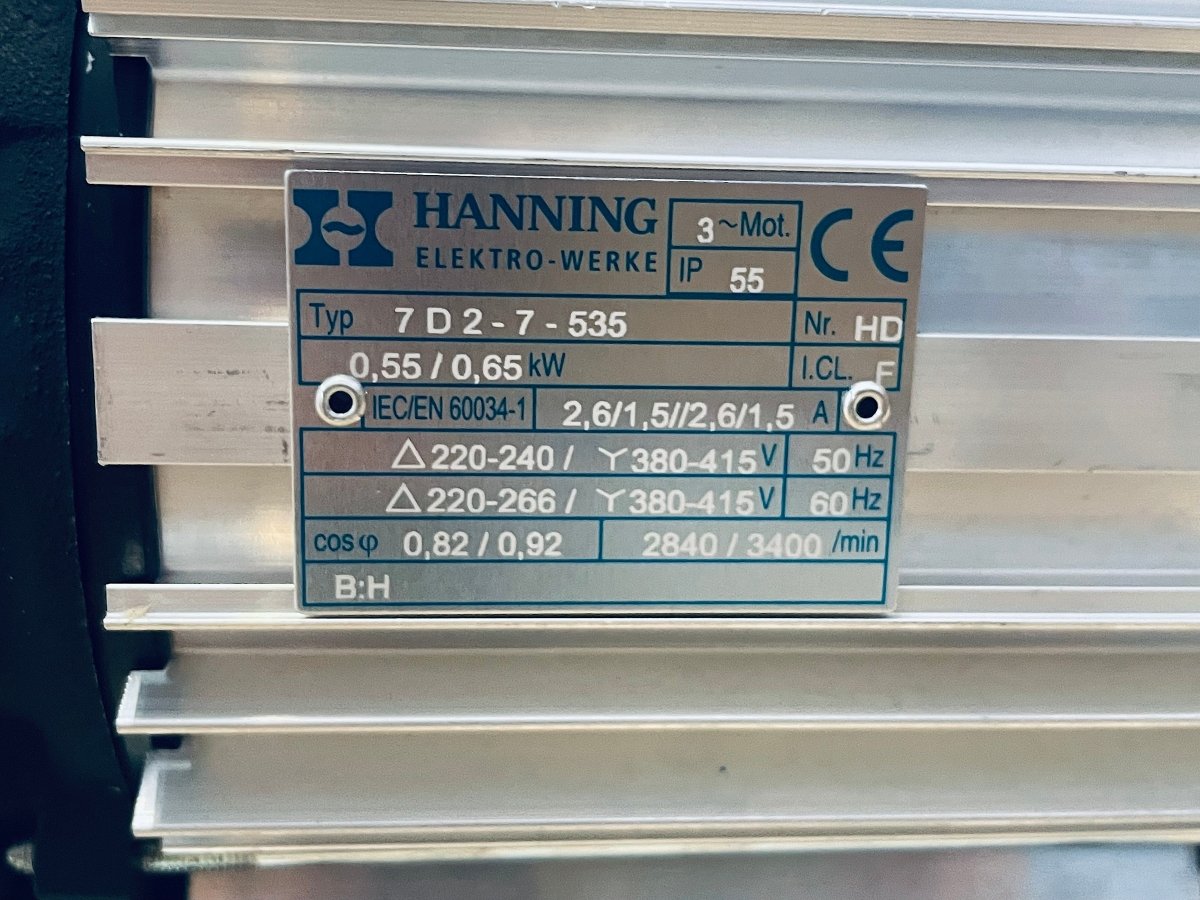 HANNING
ELEKTRO-WERKE
3~Mot.
IP 55
CE
Typ 7 D 2 - 7 - 535
Nr. HD
0,55 / 0,65 kW
I.CL. F
IEC/EN 60034-1
2,6/1,5//2,6/1,5 A
△ 220-240 / Y 380-415 V 50 Hz
△ 220-266 / Y 380-415 V 60 Hz
cos φ 0,82 / 0,92
2840 / 3400 /min
B:H